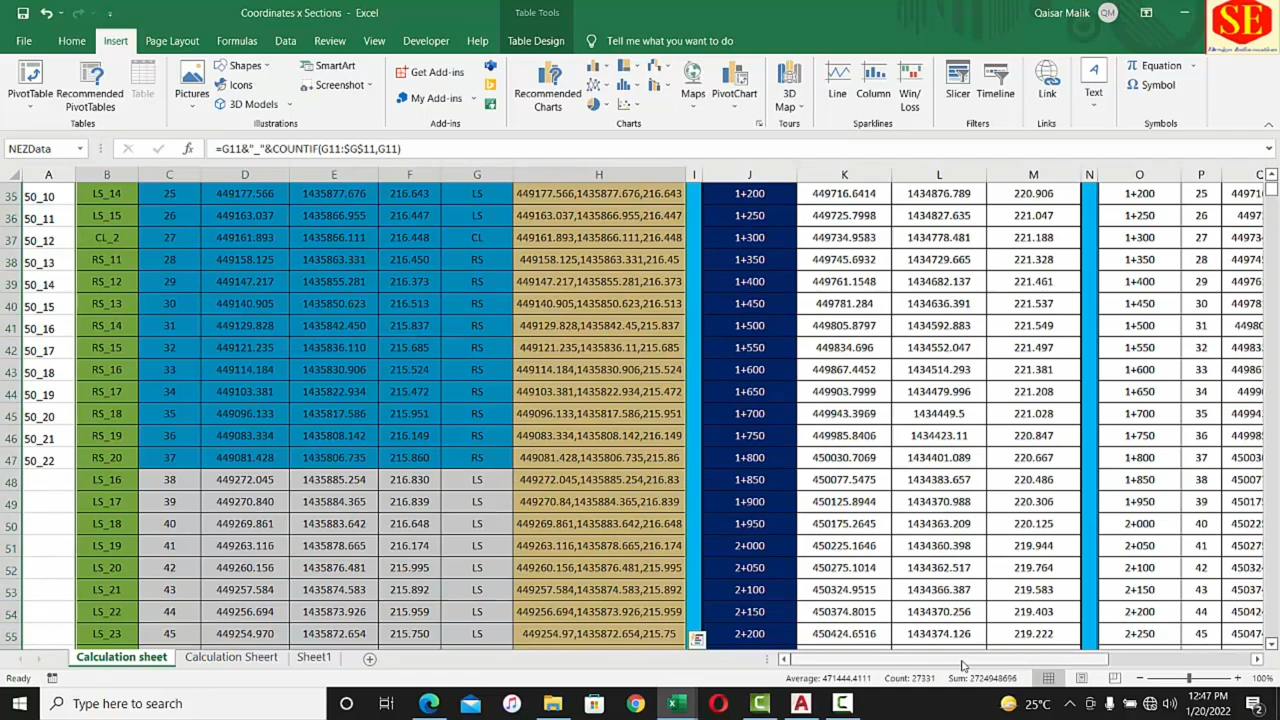 Coordinates x Sections - Excel
Table Tools
Qaisar Malik QM
SE
File Home Insert Page Layout Formulas Data Review View Developer Help Table Design Tell me what you want to do
PivotTable
Recommended PivotTables
Table
Tables
Pictures
Shapes
Icons
3D Models
SmartArt
Screenshot
Illustrations
Get Add-ins
My Add-ins
Add-ins
Recommended Charts
Maps
PivotChart
Charts
3D Map
Tours
Line
Column
Win/Loss
Sparklines
Slicer
Timeline
Filters
Link
Links
Text
Equation
Symbol
Symbols
NEZData fx =G11&"_"&COUNTIF(G11:$G$11,G11)
A B C D E F G H I J K L M N O P
35 50_10 LS_14 25 449177.566 1435877.676 216.643 LS 449177.566,1435877.676,216.643 1+200 449716.6414 1434876.789 220.906 1+200 25 449716
36 50_11 LS_15 26 449163.037 1435866.955 216.447 LS 449163.037,1435866.955,216.447 1+250 449725.7998 1434827.635 221.047 1+250 26 44972
37 50_12 CL_2 27 449161.893 1435866.111 216.448 CL 449161.893,1435866.111,216.448 1+300 449734.9583 1434778.481 221.188 1+300 27 449734
38 50_13 RS_11 28 449158.125 1435863.331 216.450 RS 449158.125,1435863.331,216.45 1+350 449745.6932 1434729.665 221.328 1+350 28 449745
39 50_14 RS_12 29 449147.217 1435855.281 216.373 RS 449147.217,1435855.281,216.373 1+400 449761.1548 1434682.137 221.461 1+400 29 449761
40 50_15 RS_13 30 449140.905 1435850.623 216.513 RS 449140.905,1435850.623,216.513 1+450 449781.284 1434636.391 221.537 1+450 30 449781
41 50_16 RS_14 31 449129.828 1435842.450 215.837 RS 449129.828,1435842.45,215.837 1+500 449805.8797 1434592.883 221.549 1+500 31 449805
42 50_17 RS_15 32 449121.235 1435836.110 215.685 RS 449121.235,1435836.11,215.685 1+550 449834.696 1434552.047 221.497 1+550 32 44983
43 50_18 RS_16 33 449114.184 1435830.906 215.524 RS 449114.184,1435830.906,215.524 1+600 449867.4452 1434514.293 221.381 1+600 33 449867
44 50_19 RS_17 34 449103.381 1435822.934 215.472 RS 449103.381,1435822.934,215.472 1+650 449903.7999 1434479.996 221.208 1+650 34 449903
45 50_20 RS_18 35 449096.133 1435817.586 215.951 RS 449096.133,1435817.586,215.951 1+700 449943.3969 1434449.5 221.028 1+700 35 449943
46 50_21 RS_19 36 449083.334 1435808.142 216.149 RS 449083.334,1435808.142,216.149 1+750 449985.8406 1434423.11 220.847 1+750 36 449985
47 50_22 RS_20 37 449081.428 1435806.735 215.860 RS 449081.428,1435806.735,215.86 1+800 450030.7069 1434401.089 220.667 1+800 37 450030
48 LS_16 38 449272.045 1435885.254 216.830 LS 449272.045,1435885.254,216.83 1+850 450077.5475 1434383.657 220.486 1+850 38 450077
49 LS_17 39 449270.840 1435884.365 216.839 LS 449270.84,1435884.365,216.839 1+900 450125.8944 1434370.988 220.306 1+950 39 450125
50 LS_18 40 449269.861 1435883.642 216.648 LS 449269.861,1435883.642,216.648 1+950 450175.2645 1434363.209 220.125 2+000 40 450225
51 LS_19 41 449263.116 1435878.665 216.174 LS 449263.116,1435878.665,216.174 2+000 450225.1646 1434360.398 219.944 2+050 41 450275
52 LS_20 42 449260.156 1435876.481 215.995 LS 449260.156,1435876.481,215.995 2+050 450275.1014 1434362.517 219.764 2+100 42 450324
53 LS_21 43 449257.584 1435874.583 215.892 LS 449257.584,1435874.583,215.892 2+100 450324.9515 1434366.387 219.583 2+150 43 450374
54 LS_22 44 449256.694 1435873.926 215.959 LS 449256.694,1435873.926,215.959 2+150 450374.8015 1434370.256 219.403 2+200 44 450424
55 LS_23 45 449254.970 1435872.654 215.750 LS 449254.97,1435872.654,215.75 2+200 450424.6516 1434374.126 219.222 2+250 45 450474
Calculation sheet Calculation Sheert Sheet1
Ready Average: 471444.4111 Count: 27331 Sum: 2724948696 100%
Type here to search 25°C 12:47 PM
1/20/2022 2